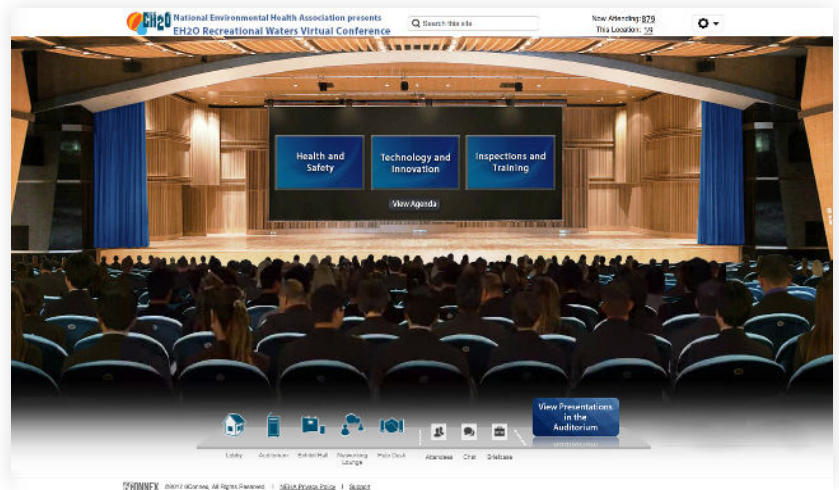 EH2O
National Environmental Health Association presents
EH2O Recreational Waters Virtual Conference
Search this site
Now Attending: 879
This Location: 59
Health and
Safety
Technology and
Innovation
Inspections and
Training
View Agenda
View Presentations
in the
Auditorium
Lobby
Auditorium
Exhibit Hall
Networking
Lounge
Help Desk
Attendees
Chat
Briefcase
©2017 iConnex, All Rights Reserved. | NEHA Privacy Policy | Support